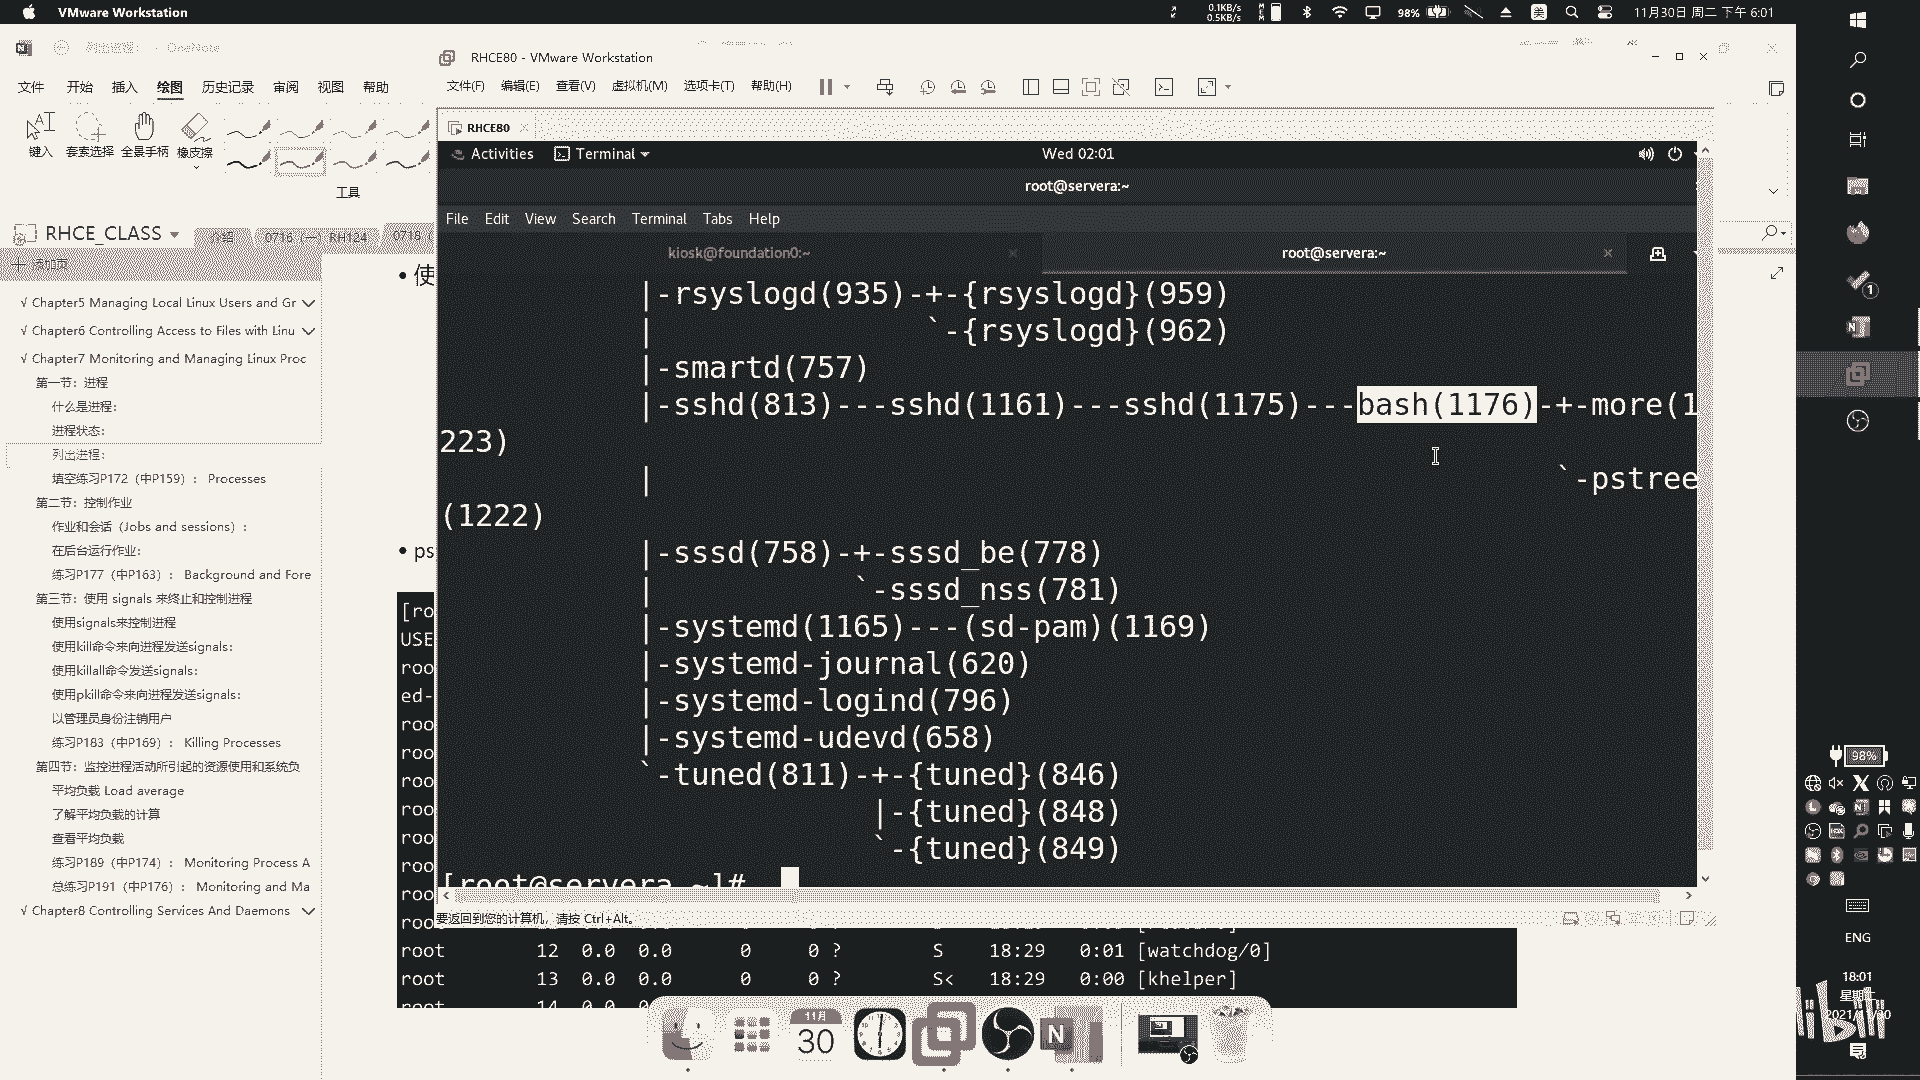 VMware Workstation
0.1KB/s
0.5KB/s
98%
美
11月30日 周二 下午 6:01
OneNote
文件 开始 插入 绘图 历史记录 审阅 视图 帮助
键入 套索选择 全景手柄 橡皮擦
工具
RHCE_CLASS
介绍 0716 (一) RH124 0718 (
添加页
√ Chapter5 Managing Local Linux Users and Gr
√ Chapter6 Controlling Access to Files with Linu
√ Chapter7 Monitoring and Managing Linux Proc
第一节：进程
什么是进程:
进程状态:
列出进程:
填空练习P172（中P159）： Processes
第二节：控制作业
作业和会话（Jobs and sessions）:
在后台运行作业:
练习P177（中P163）： Background and Fore
第三节：使用 signals 来终止和控制进程
使用signals来控制进程
使用kill命令来向进程发送signals:
使用killall命令发送signals:
使用pkill命令来向进程发送signals:
以管理员身份注销用户
练习P183（中P169）： Killing Processes
第四节：监控进程活动所引起的资源使用和系统负
平均负载 Load average
了解平均负载的计算
查看平均负载
练习P189（中P174）： Monitoring Process A
总练习P191（中P176）： Monitoring and Ma
√ Chapter8 Controlling Services And Daemons
• 使
• ps
[ro
USE
roo
ed-
roo
roo
roo
roo
roo
roo
roo
roo
root 12 0.0 0.0 0 0 ? S 18:29 0:01 [watchdog/0]
root 13 0.0 0.0 0 0 ? S< 18:29 0:00 [khelper]
RHCE80 - VMware Workstation
文件(F) 编辑(E) 查看(V) 虚拟机(M) 选项卡(T) 帮助(H)
RHCE80
Activities Terminal Wed 02:01
root@servera:~
File Edit View Search Terminal Tabs Help
kiosk@foundation0:~ root@servera:~
|-rsyslogd(935)-+-{rsyslogd}(959)
| `-{rsyslogd}(962)
|-smartd(757)
|-sshd(813)---sshd(1161)---sshd(1175)---bash(1176)-+-more(1
223)
| `-pstree
(1222)
|-sssd(758)-+-sssd_be(778)
| `-sssd_nss(781)
|-systemd(1165)---(sd-pam)(1169)
|-systemd-journal(620)
|-systemd-logind(796)
|-systemd-udevd(658)
`-tuned(811)-+-{tuned}(846)
|-{tuned}(848)
`-{tuned}(849)
[root@servera ~]#
要返回到您的计算机，请按 Ctrl+Alt。
11月
30
1
98%
ENG
18:01